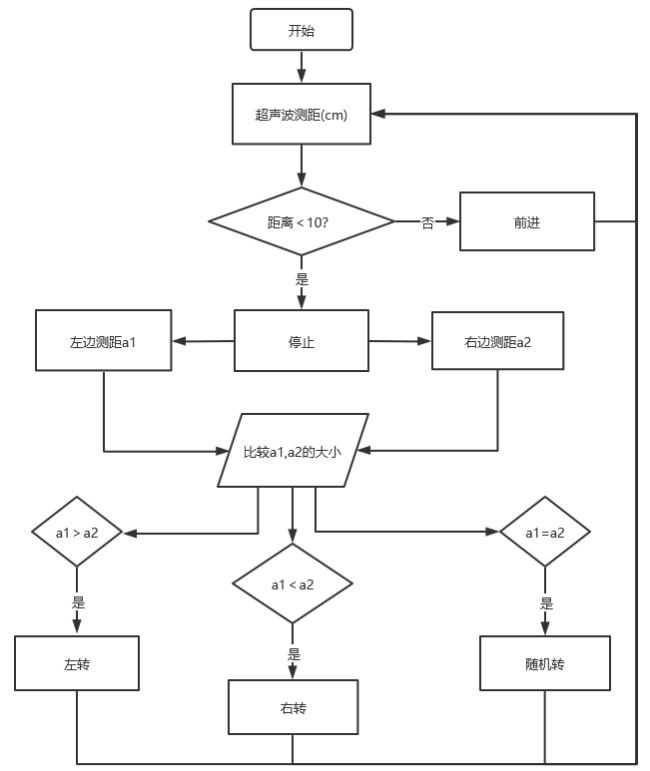 开始
超声波测距(cm)
距离＜10?
否
前进
是
左边测距a1
停止
右边测距a2
比较a1,a2的大小
a1＞a2
a1＜a2
a1=a2
是
是
是
左转
右转
随机转